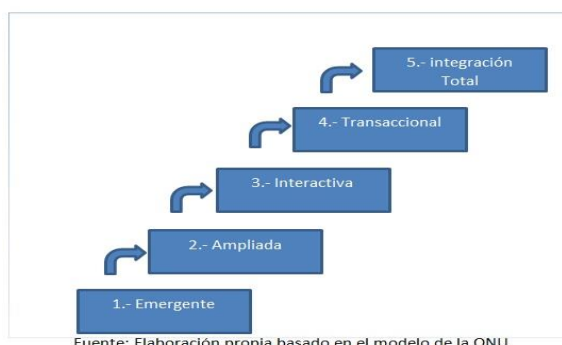 5.- integración
Total
4.- Transaccional
3.- Interactiva
2.- Ampliada
1.- Emergente
Fuente: Elaboración propia basado en el modelo de la ONU